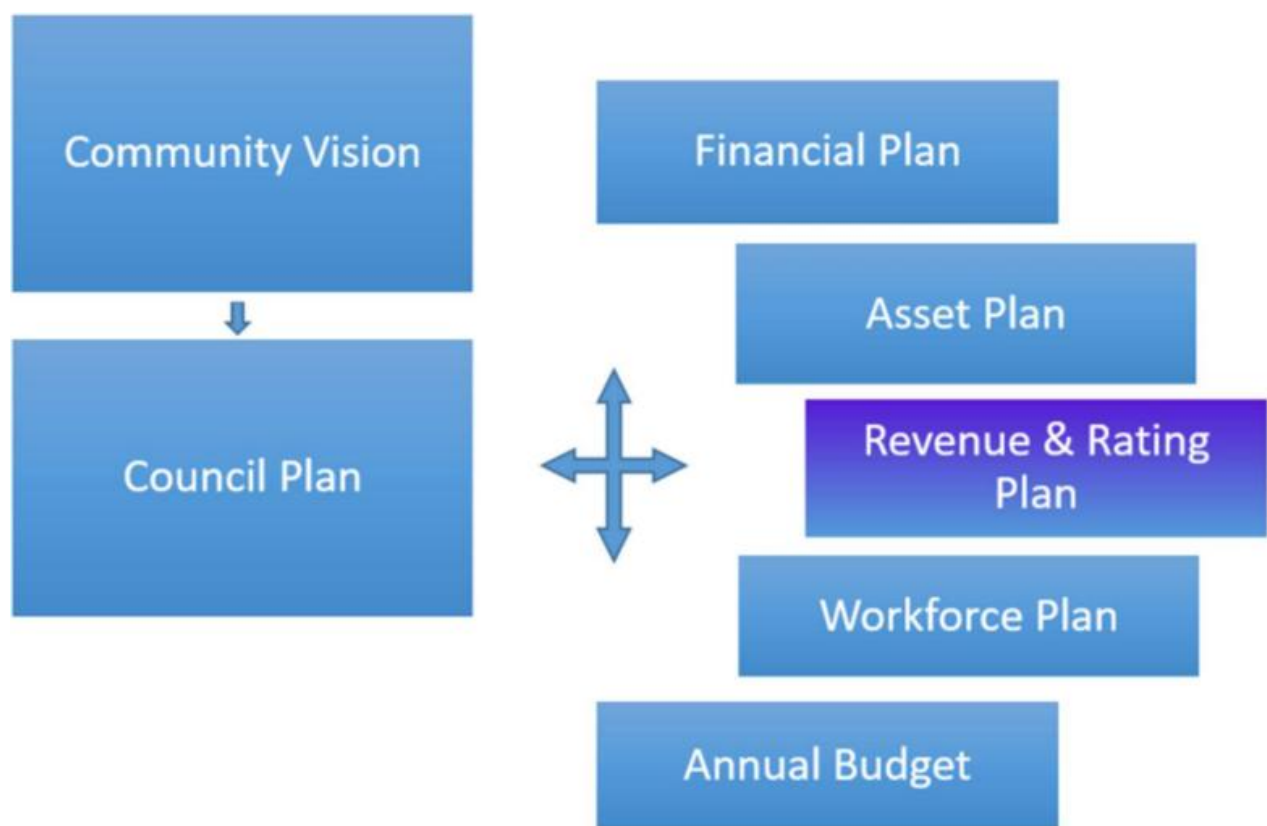 Community Vision
Council Plan
Financial Plan
Asset Plan
Revenue & Rating
Plan
Workforce Plan
Annual Budget